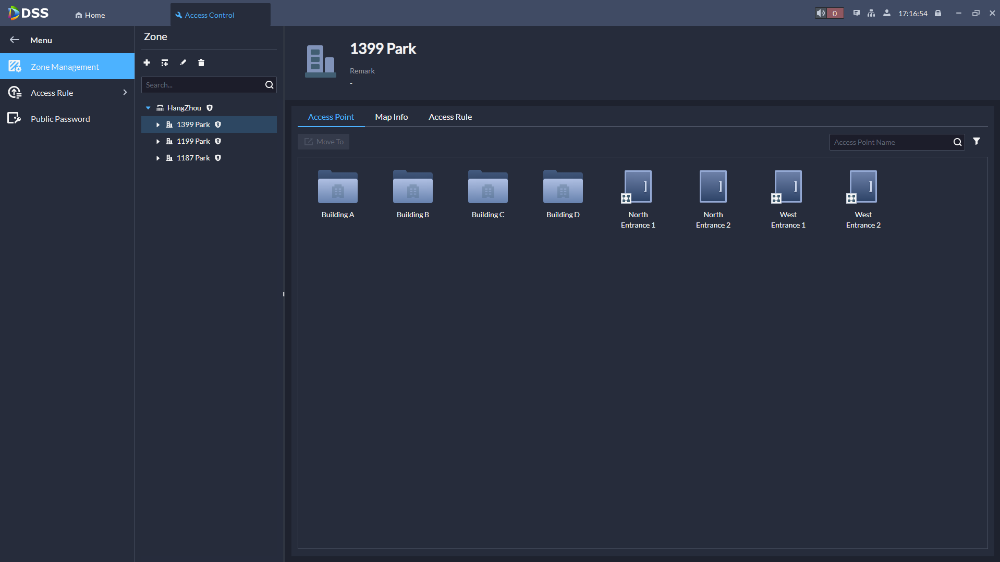 DSS
Home
Access Control
0
17:16:54
Menu
Zone Management
Access Rule
Public Password
Zone
Search...
HangZhou
1399 Park
1199 Park
1187 Park
1399 Park
Remark
-
Access Point
Map Info
Access Rule
Move To
Access Point Name
Building A
Building B
Building C
Building D
North
Entrance 1
North
Entrance 2
West
Entrance 1
West
Entrance 2